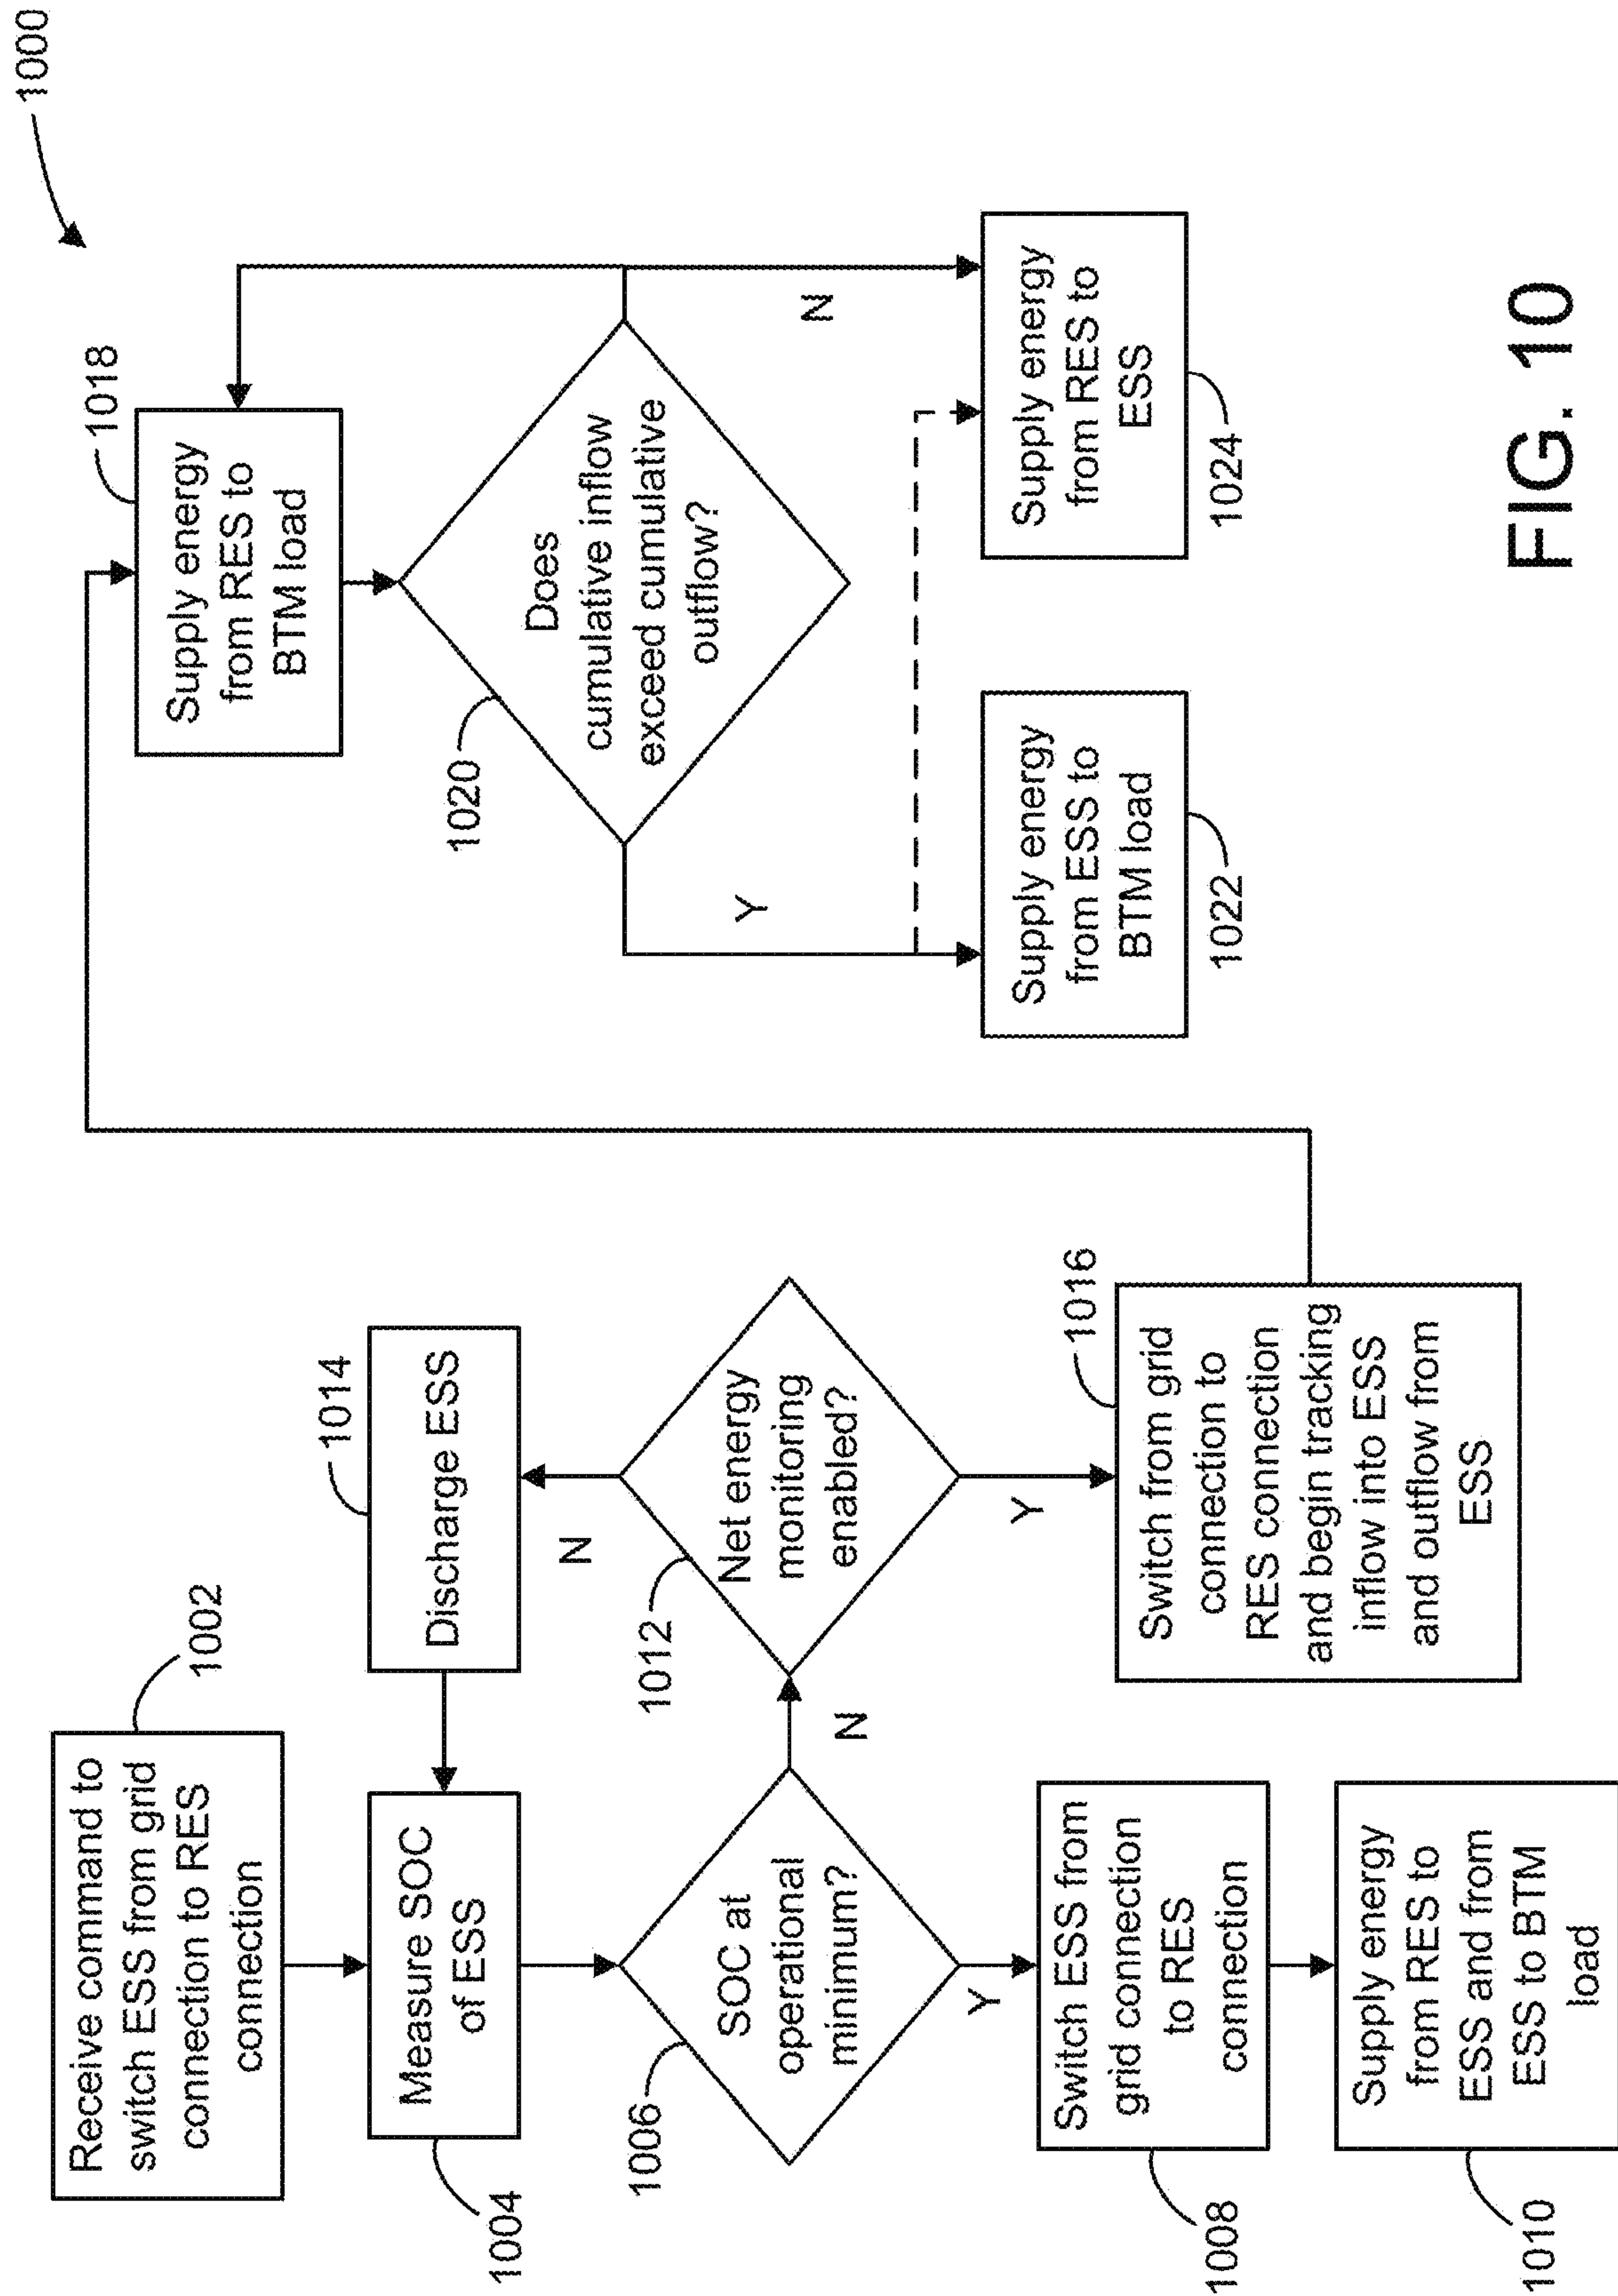 1000
Receive command to
switch ESS from grid
connection to RES
connection
1002
Measure SOC
of ESS
1004
SOC at
operational
minimum?
1006
Y
N
Switch ESS from
grid connection
to RES
connection
1008
Supply energy
from RES to
ESS and from
ESS to BTM
load
1010
Net energy
monitoring
enabled?
1012
N
Y
Discharge ESS
1014
Switch from grid
connection to
RES connection
and begin tracking
inflow into ESS
and outflow from
ESS
1016
Supply energy
from RES to
BTM load
1018
Does
cumulative inflow
exceed cumulative
outflow?
1020
Y
N
Supply energy
from ESS to
BTM load
1022
Supply energy
from RES to
ESS
1024
FIG. 10